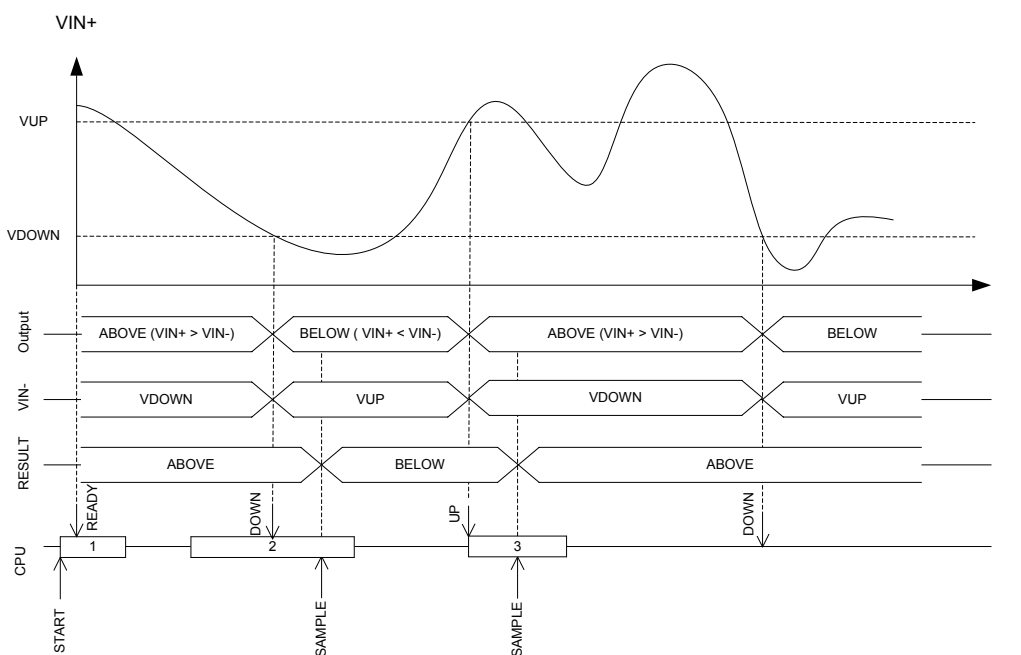 VIN+
VUP
VDOWN
Output
ABOVE (VIN+ > VIN-)
BELOW ( VIN+ < VIN-)
ABOVE (VIN+ > VIN-)
BELOW
VIN-
VDOWN
VUP
VDOWN
VUP
RESULT
ABOVE
BELOW
ABOVE
READY
DOWN
UP
DOWN
CPU
1
2
3
START
SAMPLE
SAMPLE